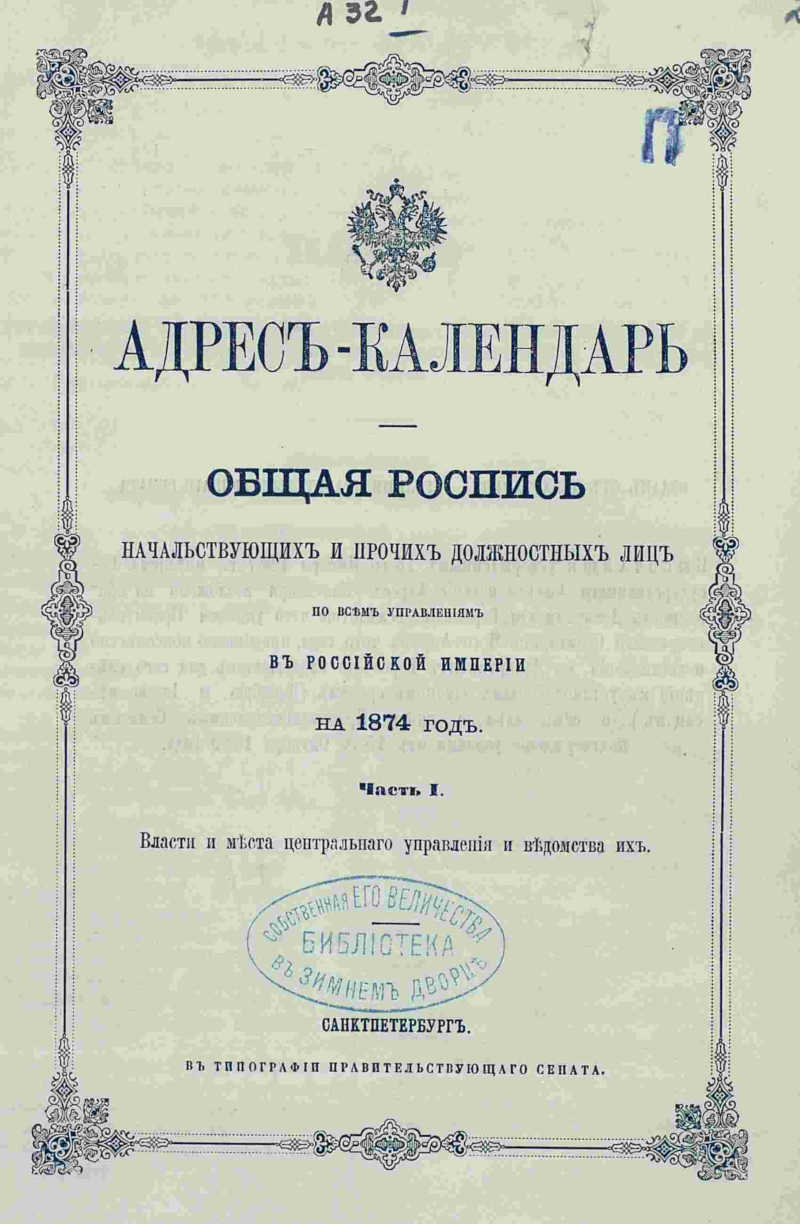 А 32 1
П
АДРЕСЪ-КАЛЕНДАРЬ
ОБЩАЯ РОСПИСЬ
НАЧАЛЬСТВУЮЩИХЪ И ПРОЧИХЪ ДОЛЖНОСТНЫХЪ ЛИЦЪ
ПО ВСѢМЪ УПРАВЛЕНІЯМЪ
ВЪ РОССІЙСКОЙ ИМПЕРІИ
НА 1874 ГОДЪ.
Часть I.
Власти и мѣста центральнаго управленія и вѣдомства ихъ.
СОБСТВЕННАЯ ЕГО ВЕЛИЧЕСТВА
БИБЛІОТЕКА
ВЪ ЗИМНЕМЪ ДВОРЦѢ
САНКТПЕТЕРБУРГЪ.
ВЪ ТИПОГРАФІИ ПРАВИТЕЛЬСТВУЮЩАГО СЕНАТА.